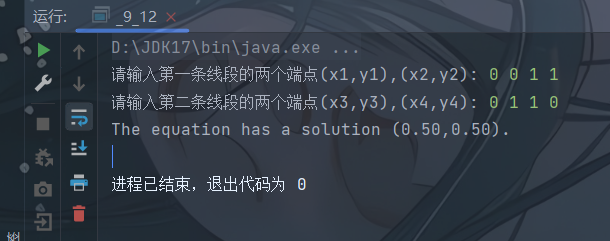 运行: _9_12
D:\JDK17\bin\java.exe ...
请输入第一条线段的两个端点(x1,y1),(x2,y2): 0 0 1 1
请输入第二条线段的两个端点(x3,y3),(x4,y4): 0 1 1 0
The equation has a solution (0.50,0.50).
进程已结束，退出代码为 0